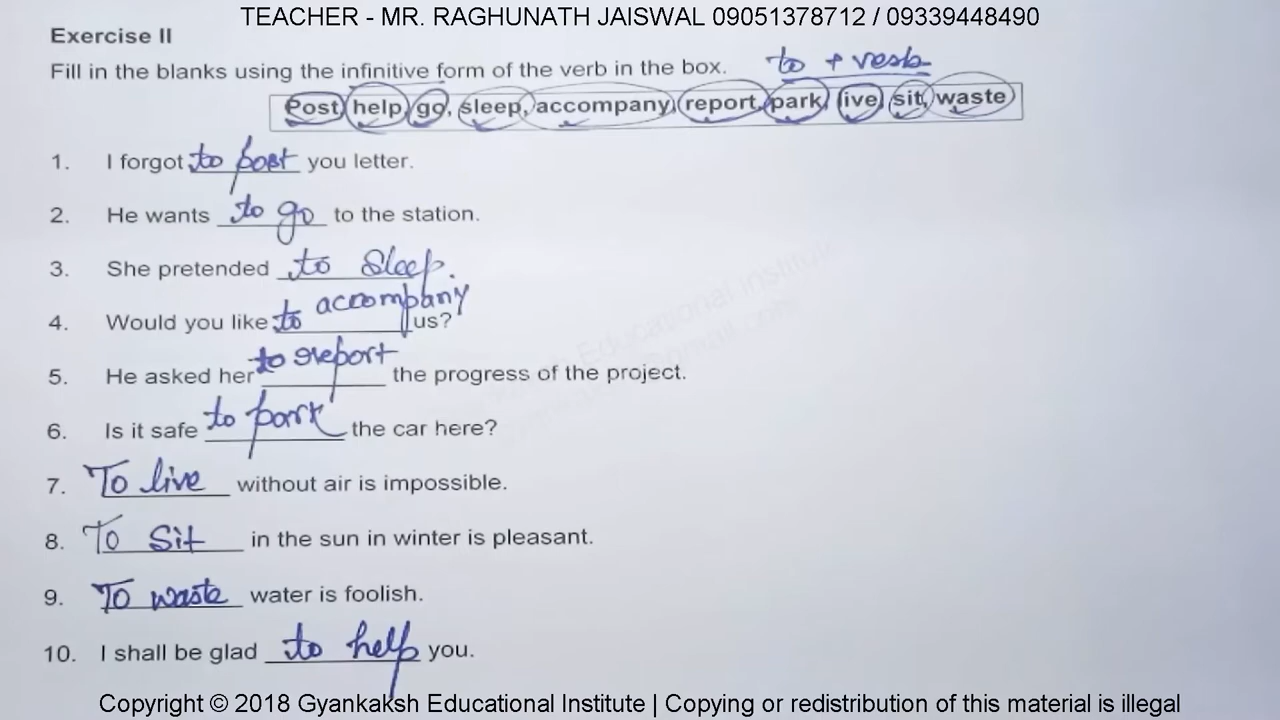 TEACHER - MR. RAGHUNATH JAISWAL 09051378712 / 09339448490
Exercise II
Fill in the blanks using the infinitive form of the verb in the box. to + verb
Post, help, go, sleep, accompany, report, park, live, sit, waste
1. I forgot to post you letter.
2. He wants to go to the station.
3. She pretended to sleep.
4. Would you like to accompany us?
5. He asked her to report the progress of the project.
6. Is it safe to park the car here?
7. To live without air is impossible.
8. To sit in the sun in winter is pleasant.
9. To waste water is foolish.
10. I shall be glad to help you.
Educational Institute
Copyright © 2018 Gyankaksh Educational Institute | Copying or redistribution of this material is illegal